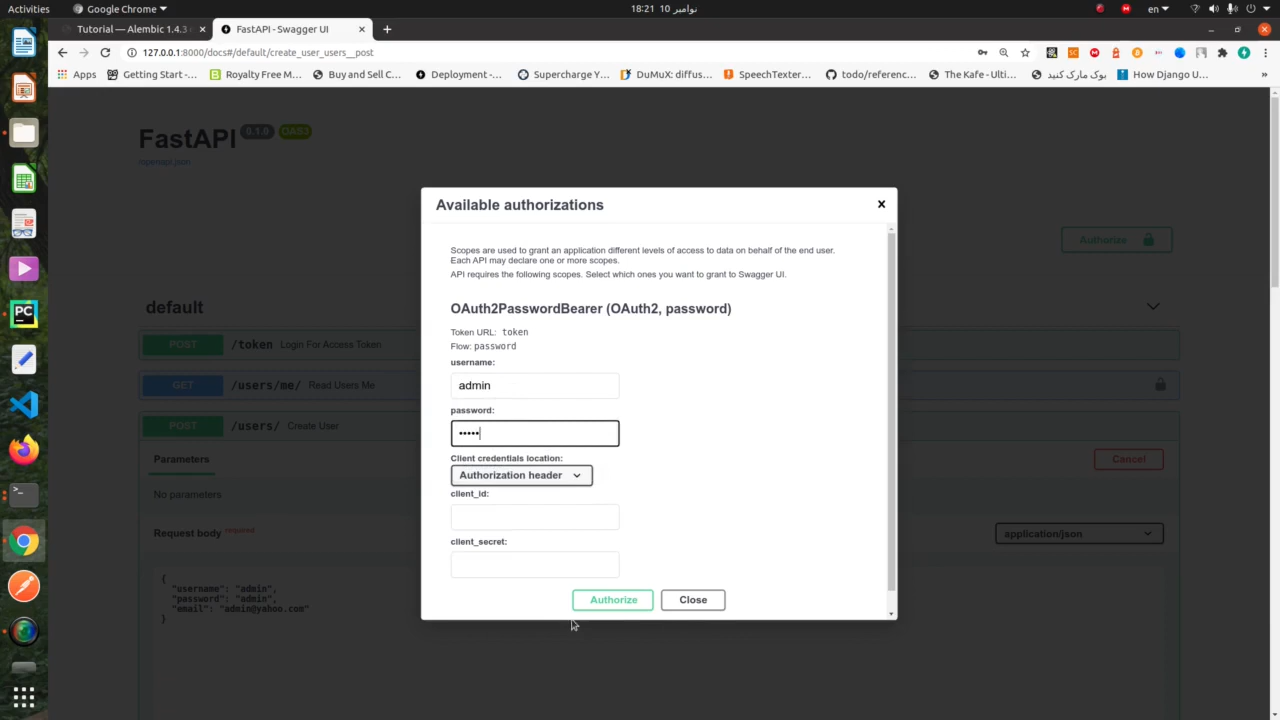 Activities
Google Chrome
18:21 10 نوامبر
en
Tutorial — Alembic 1.4.3
FastAPI - Swagger UI
127.0.0.1:8000/docs#/default/create_user_users__post
Apps
Getting Start -...
Royalty Free M...
Buy and Sell C...
Deployment -...
Supercharge Y...
DuMuX: diffus...
SpeechTexter...
todo/referenc...
The Kafe - Ulti...
بوک مارک کنید
How Django U...
»
FastAPI 0.1.0 OAS3
/openapi.json
Available authorizations
Scopes are used to grant an application different levels of access to data on behalf of the end user.
Each API may declare one or more scopes.
API requires the following scopes. Select which ones you want to grant to Swagger UI.
Authorize
OAuth2PasswordBearer (OAuth2, password)
Token URL: token
Flow: password
username:
admin
password:
•••••
Client credentials location:
Authorization header
client_id:
client_secret:
Authorize
Close
default
POST /token Login For Access Token
GET /users/me/ Read Users Me
POST /users/ Create User
Parameters
Cancel
No parameters
Request body required
application/json
{
"username": "admin",
"password": "admin",
"email": "admin@yahoo.com"
}